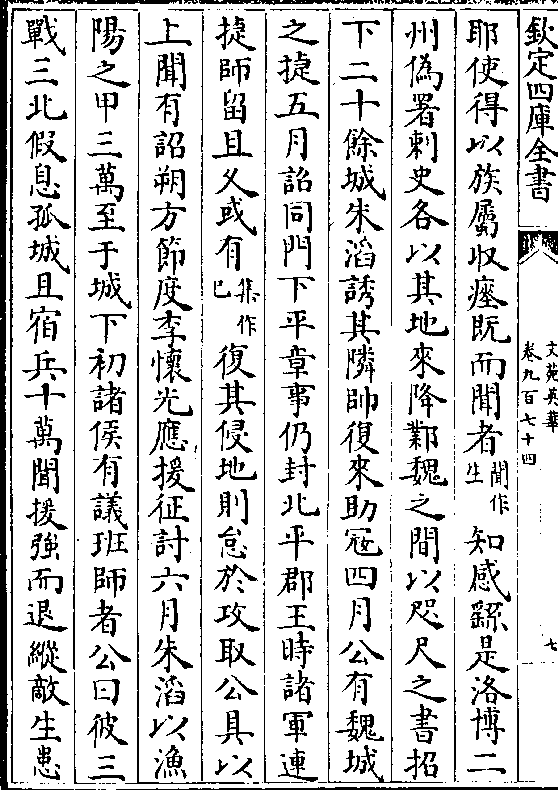 欽定四庫全書
文苑英華
卷九百七十四
七
耶使得以族屬收瘞既而聞者聞作生知感繇是洛博二
州偽署刺史各以其地來降鄴魏之間以咫尺之書招
下二十餘城朱滔誘其隣帥復來助冦四月公有魏城
之捷五月詔同門下平章事仍封北平郡王時諸軍連
捷師留且久或有集作已復其侵地則怠於攻取公具以
上聞有詔朔方節度李懷光應援征討六月朱滔以漁
陽之甲三萬至于城下初諸侯有議班師者公曰彼三
戰三北假息孤城且宿兵十萬聞援強而退縱敵生患